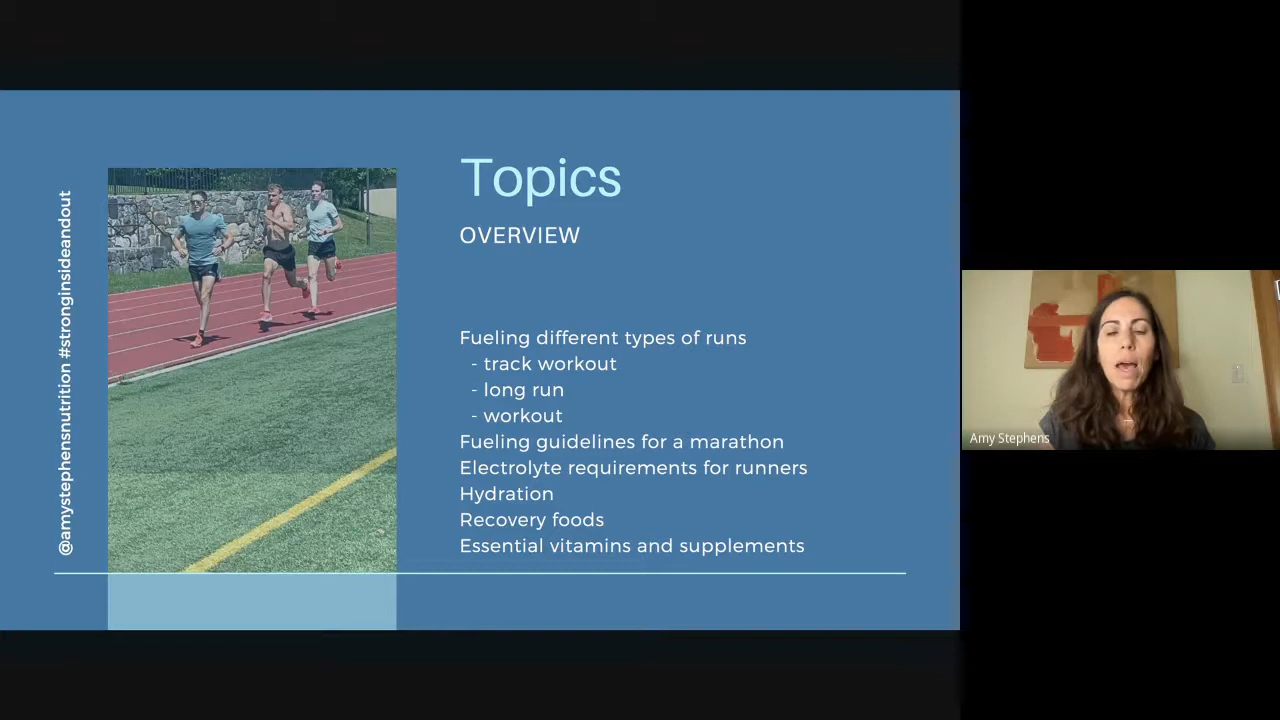 @amystephensnutrition #stronginsideandout
Topics
OVERVIEW
Fueling different types of runs
- track workout
- long run
- workout
Fueling guidelines for a marathon
Electrolyte requirements for runners
Hydration
Recovery foods
Essential vitamins and supplements
Amy Stephens